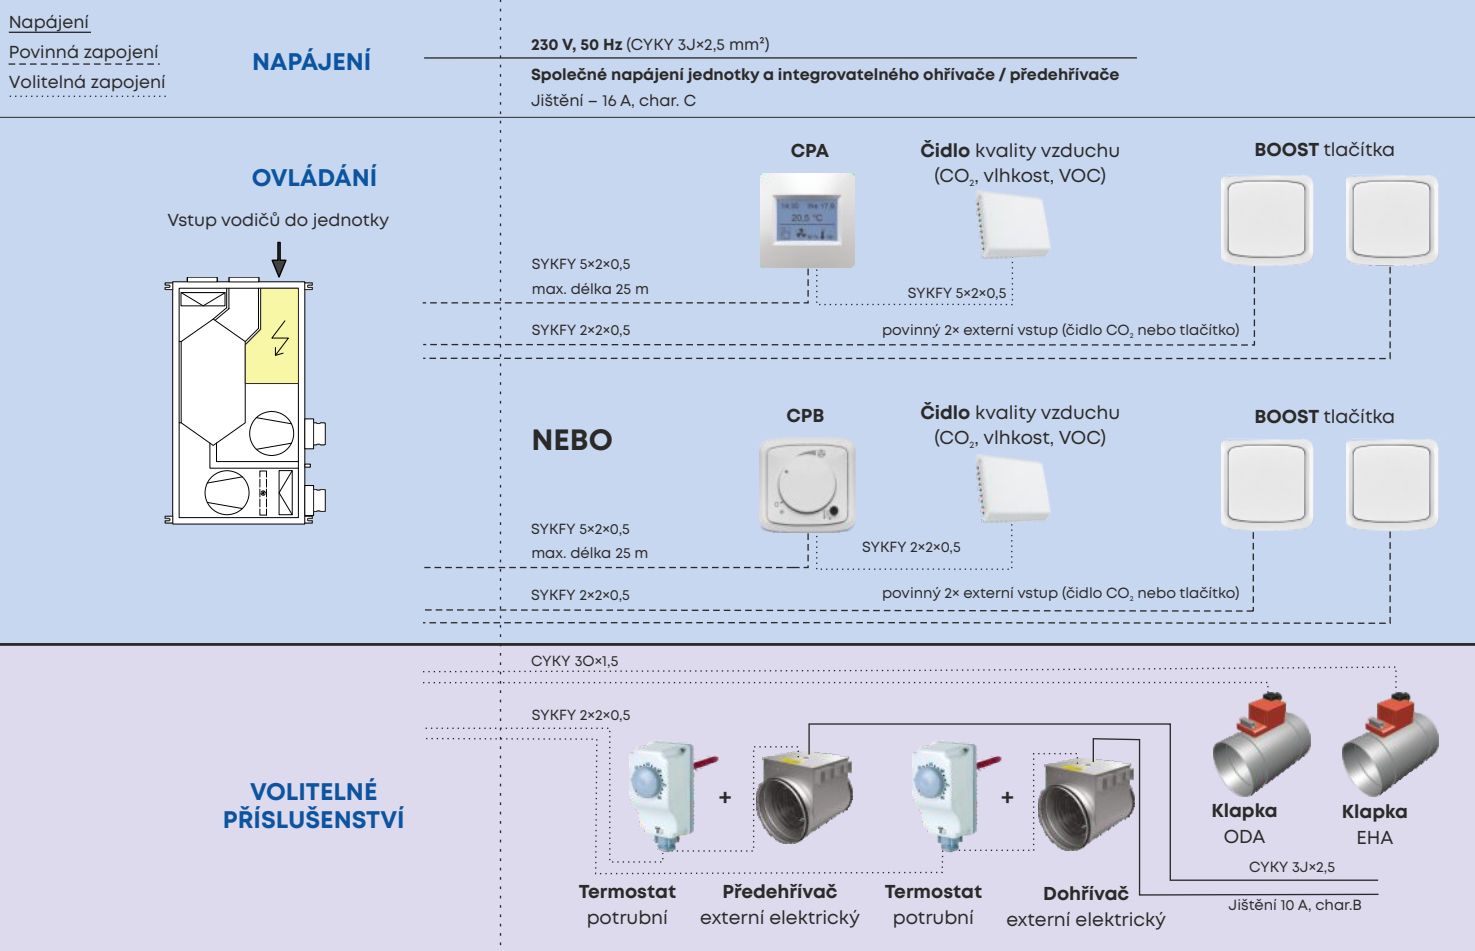 Napájení
Povinná zapojení
Volitelná zapojení
NAPÁJENÍ
230 V, 50 Hz (CYKY 3J×2,5 mm²)
Společné napájení jednotky a integrovatelného ohřívače / předehřívače
Jištění – 16 A, char. C
OVLÁDÁNÍ
Vstup vodičů do jednotky
CPA
Čidlo kvality vzduchu
(CO₂, vlhkost, VOC)
BOOST tlačítka
20,5 °C
SYKFY 5×2×0,5
max. délka 25 m
SYKFY 5×2×0,5
SYKFY 2×2×0,5
povinný 2× externí vstup (čidlo CO₂ nebo tlačítko)
NEBO
CPB
Čidlo kvality vzduchu
(CO₂, vlhkost, VOC)
BOOST tlačítka
SYKFY 5×2×0,5
max. délka 25 m
SYKFY 2×2×0,5
SYKFY 2×2×0,5
povinný 2× externí vstup (čidlo CO₂ nebo tlačítko)
VOLITELNÉ
PŘÍSLUŠENSTVÍ
CYKY 3O×1,5
SYKFY 2×2×0,5
+
+
Klapka
ODA
Klapka
EHA
CYKY 3J×2,5
Jištění 10 A, char.B
Termostat
potrubní
Předehřívač
externí elektrický
Termostat
potrubní
Dohřívač
externí elektrický